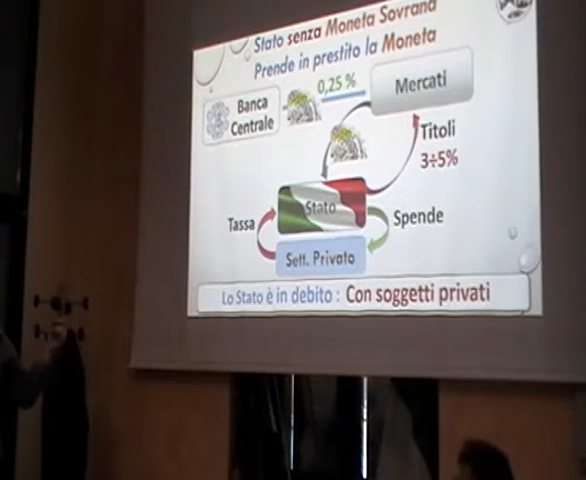 Stato senza Moneta Sovrana
Prende in prestito la Moneta
Banca
Centrale
0,25 %
Mercati
Titoli
3÷5%
Stato
Tassa
Spende
Sett. Privato
Lo Stato è in debito : Con soggetti privati